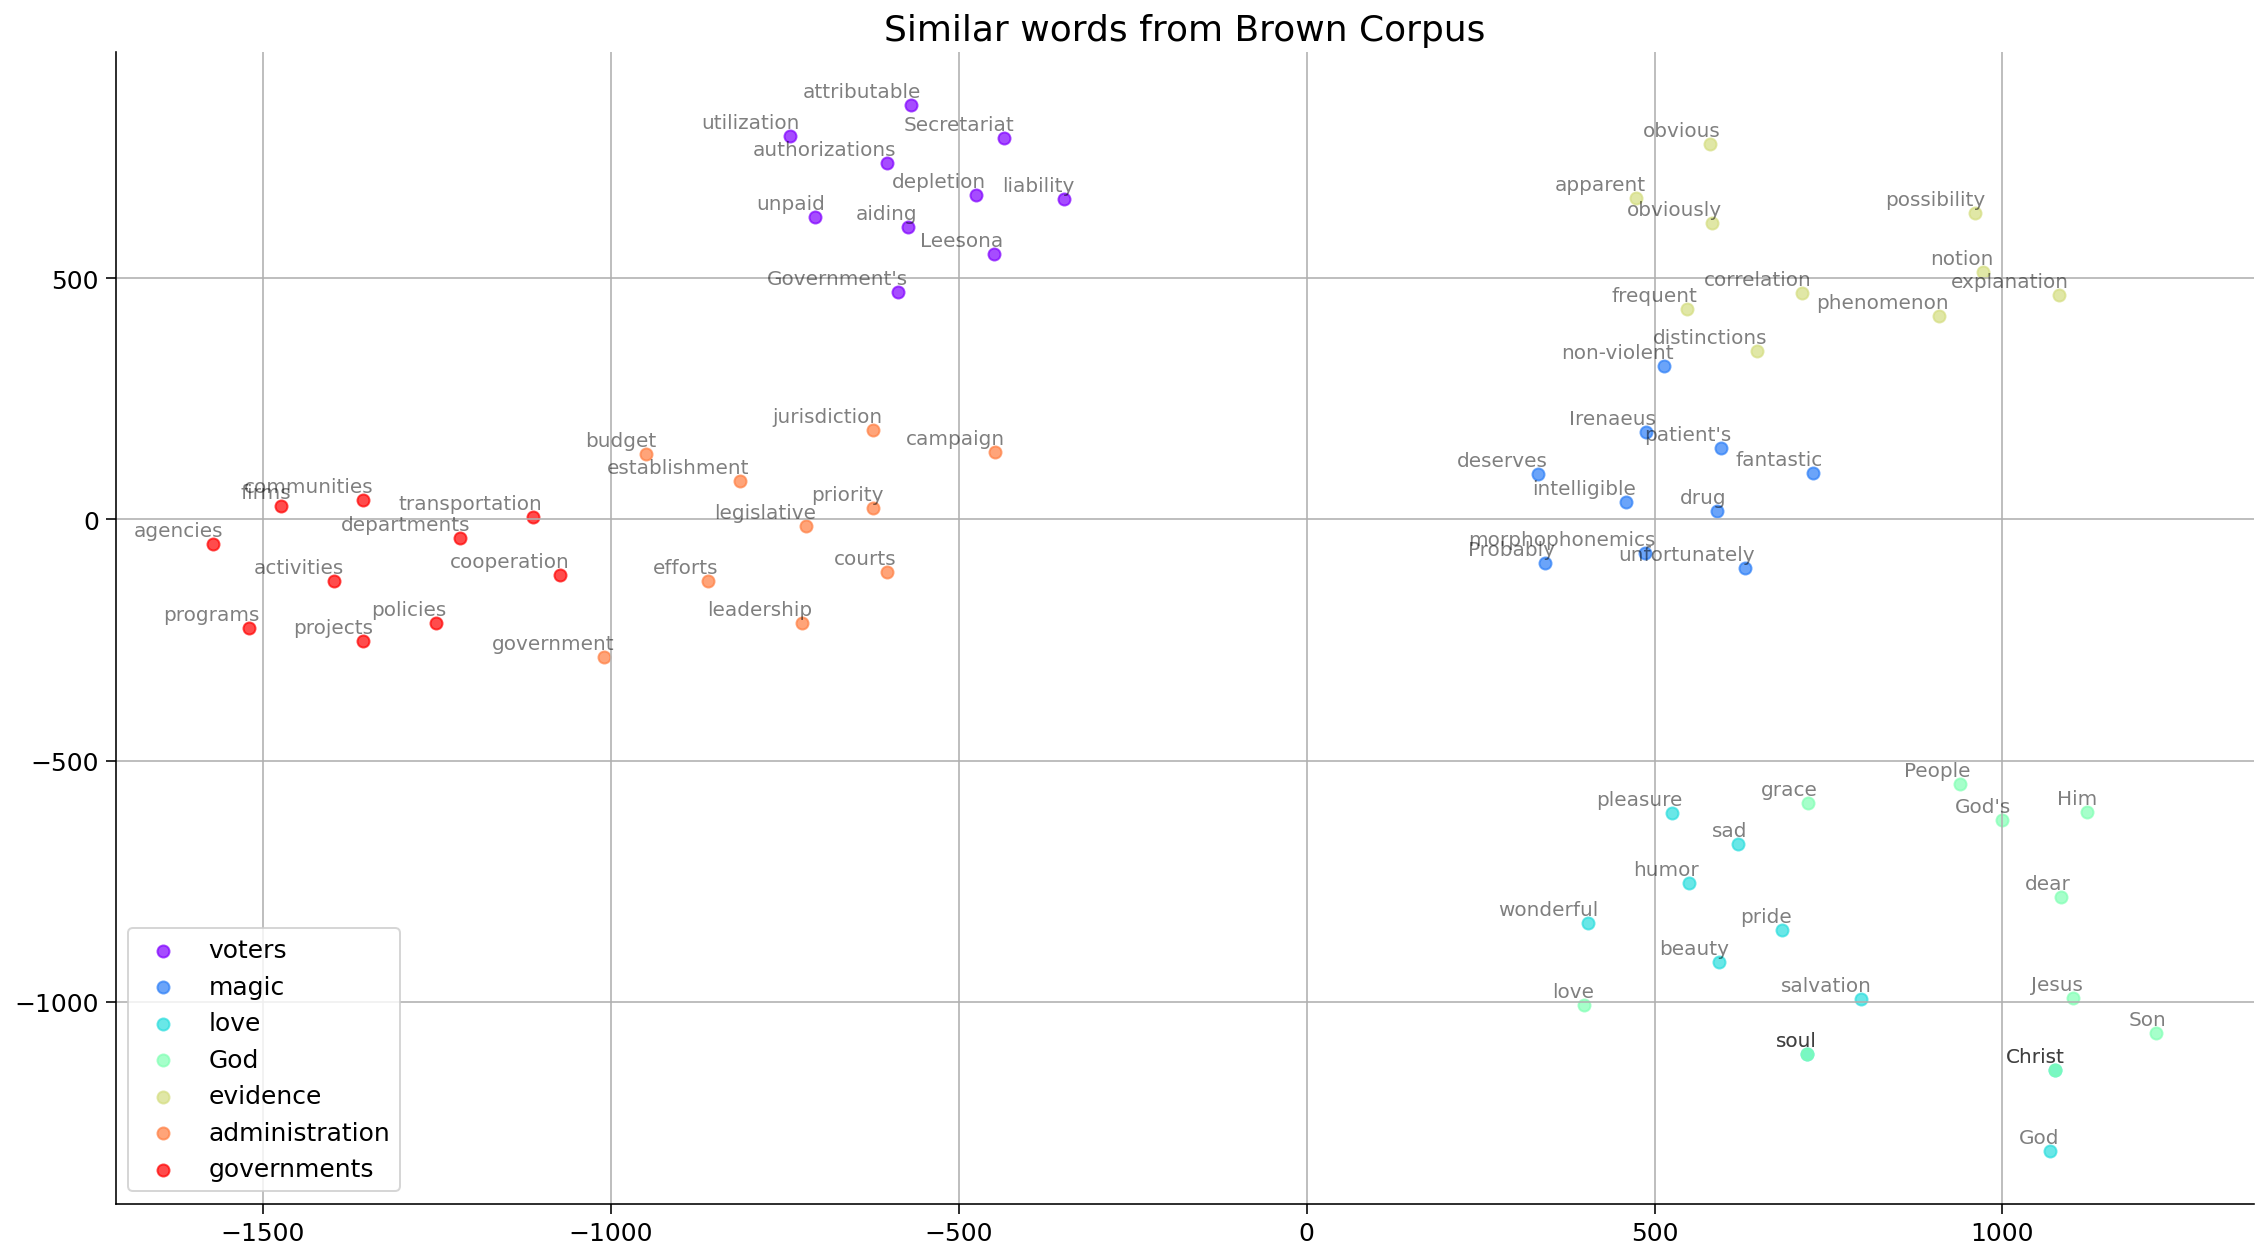 Similar words from Brown Corpus
attributable
utilization
Secretariat
authorizations
depletion
liability
unpaid
aiding
Leesona
Government's
obvious
apparent
obviously
possibility
notion
explanation
correlation
frequent
phenomenon
distinctions
non-violent
Irenaeus
patient's
fantastic
deserves
intelligible
drug
morphophonemics
Probably
unfortunately
jurisdiction
campaign
budget
establishment
priority
legislative
courts
efforts
leadership
government
communities
firms
transportation
departments
agencies
cooperation
activities
policies
programs
projects
People
grace
God's
Him
pleasure
sad
humor
dear
wonderful
pride
beauty
salvation
love
Jesus
Son
soul
Christ
God
500
0
−500
−1000
voters
magic
love
God
evidence
administration
governments
−1500
−1000
−500
0
500
1000